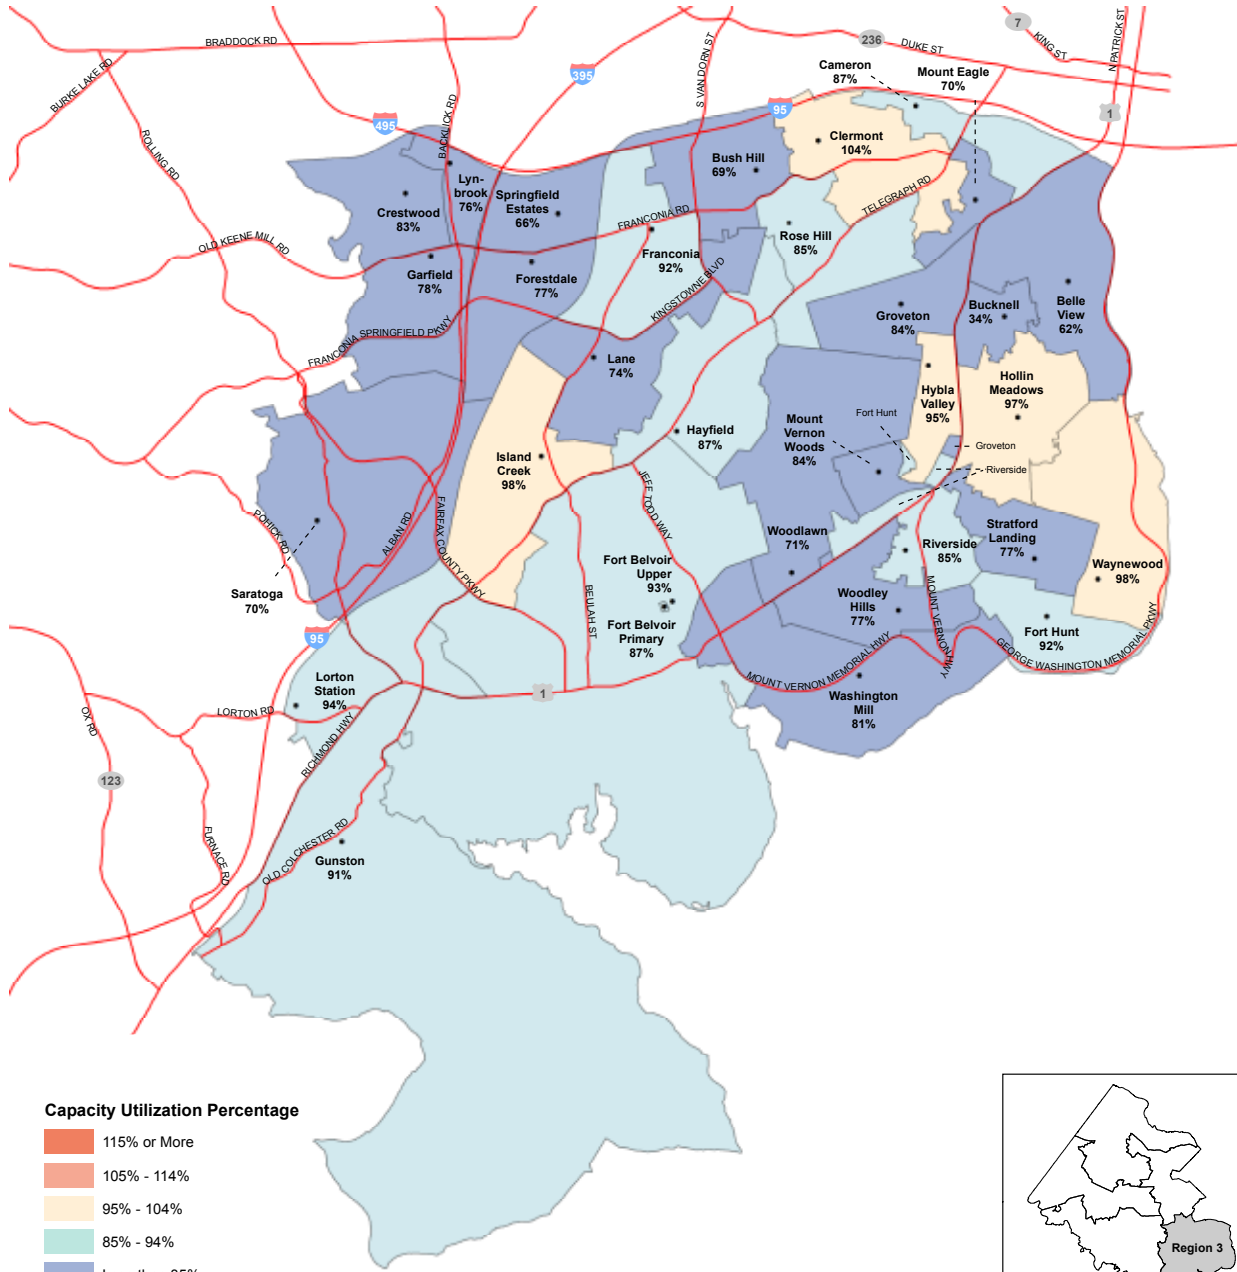 BRADDOCK RD
BURKE LAKE RD
ROLLING RD
BACKLICK RD
495
395
S VAN DORN ST
95
236
DUKE ST
7
KING ST
N PATRICK ST
1
Cameron
87%
Mount Eagle
70%
Clermont
104%
Bush Hill
69%
Lyn-
brook
76%
Springfield
Estates
66%
Crestwood
83%
FRANCONIA RD
TELEGRAPH RD
Rose Hill
85%
OLD KEENE MILL RD
Garfield
78%
Forestdale
77%
Franconia
92%
KINGSTOWNE BLVD
Groveton
84%
Bucknell
34%
Belle
View
62%
FRANCONIA SPRINGFIELD PKWY
Lane
74%
Hybla
Valley
95%
Hollin
Meadows
97%
Mount
Vernon
Woods
84%
Fort Hunt
Groveton
Riverside
Hayfield
87%
Island
Creek
98%
JEFF TODD WAY
POHICK RD
ALBAN RD
FAIRFAX COUNTY PKWY
Woodlawn
71%
Riverside
85%
Stratford
Landing
77%
Waynewood
98%
Fort Belvoir
Upper
93%
Fort Belvoir
Primary
87%
BEULAH ST
Saratoga
70%
Woodley
Hills
77%
MOUNT VERNON HWY
Fort Hunt
92%
GEORGE WASHINGTON MEMORIAL PKWY
95
MOUNT VERNON MEMORIAL HWY
Washington
Mill
81%
Lorton
Station
94%
1
OX RD
LORTON RD
RICHMOND HWY
123
FURNACE RD
OLD COLCHESTER RD
Gunston
91%
Capacity Utilization Percentage
115% or More
105% - 114%
95% - 104%
85% - 94%
Region 3